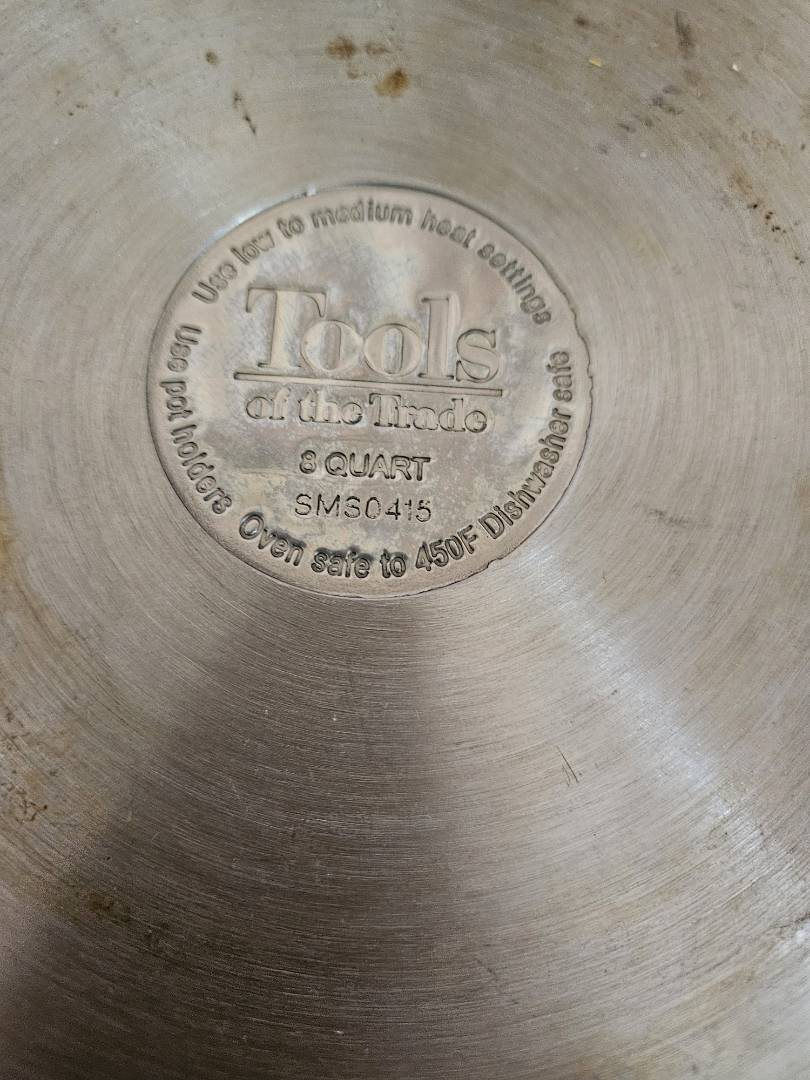 Use low to medium heat settings
Tools
of the Trade
8 QUART
SMS0415
Use pot holders Oven safe to 450F Dishwasher safe